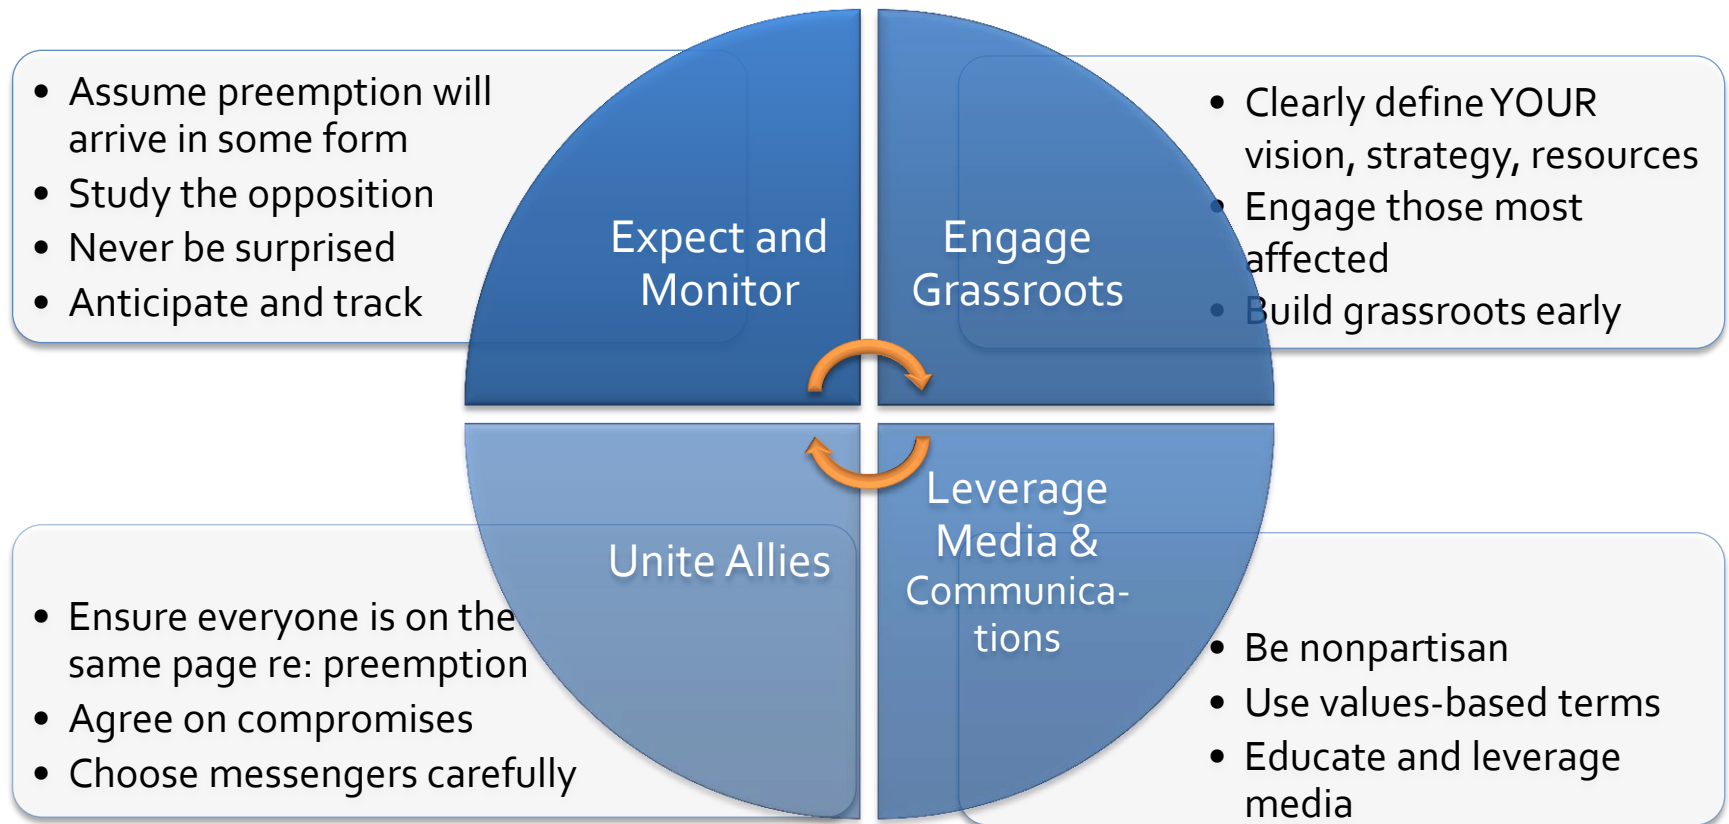 • Assume preemption will
arrive in some form
• Study the opposition
• Never be surprised
• Anticipate and track
Expect and
Monitor
Engage
Grassroots
• Clearly define YOUR
vision, strategy, resources
• Engage those most
affected
• Build grassroots early
Unite Allies
• Ensure everyone is on the
same page re: preemption
• Agree on compromises
• Choose messengers carefully
Leverage
Media &
Communica-
tions
• Be nonpartisan
• Use values-based terms
• Educate and leverage
media